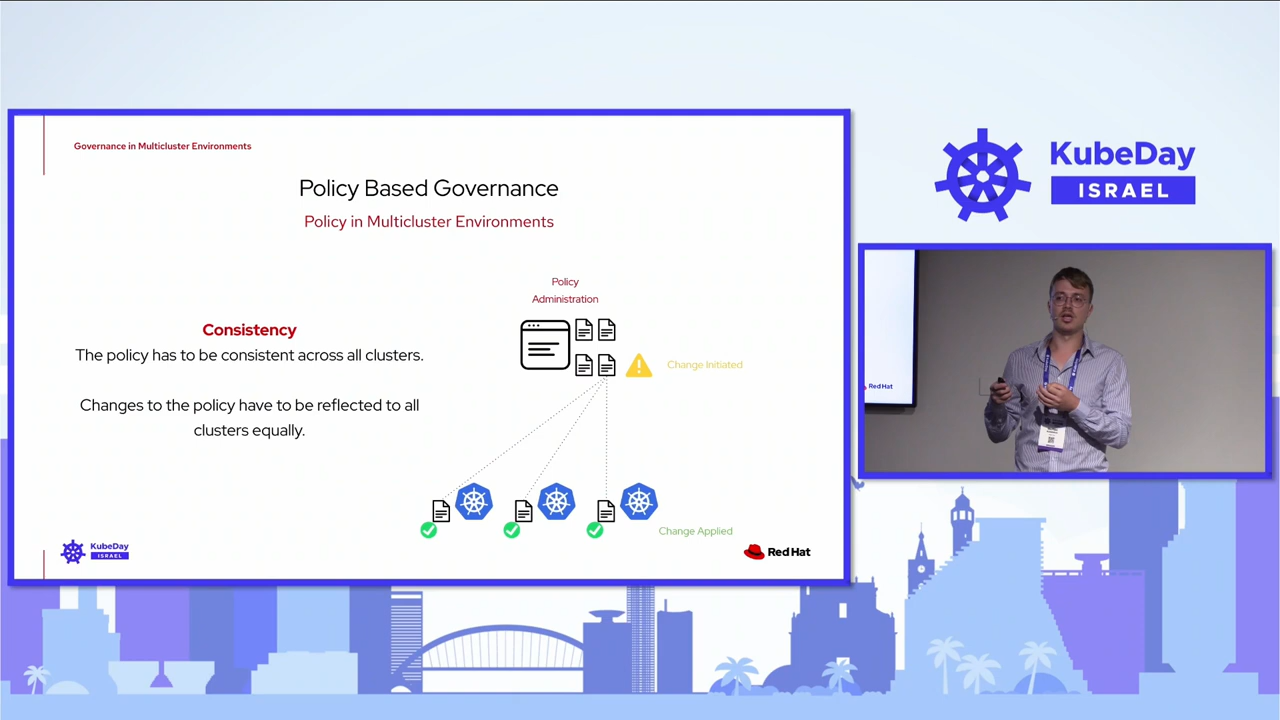 Governance in Multicluster Environments
Policy Based Governance
Policy in Multicluster Environments
Consistency
The policy has to be consistent across all clusters.
Changes to the policy have to be reflected to all
clusters equally.
Policy
Administration
Change Initiated
Change Applied
KubeDay
ISRAEL
Red Hat
KubeDay
ISRAEL
Red Hat